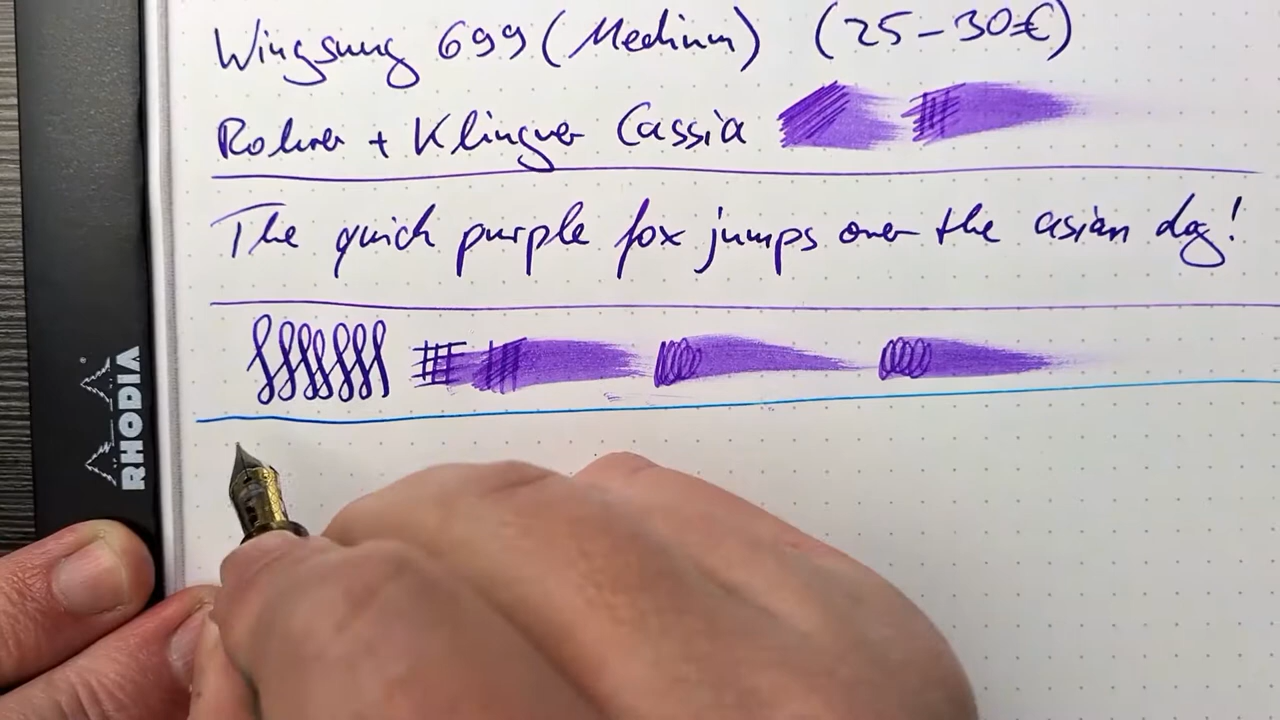 Wingsung 699 (Medium) (25-30€)
Rohrer + Klingner Cassia
The quick purple fox jumps over the asian dog!
RHODIA